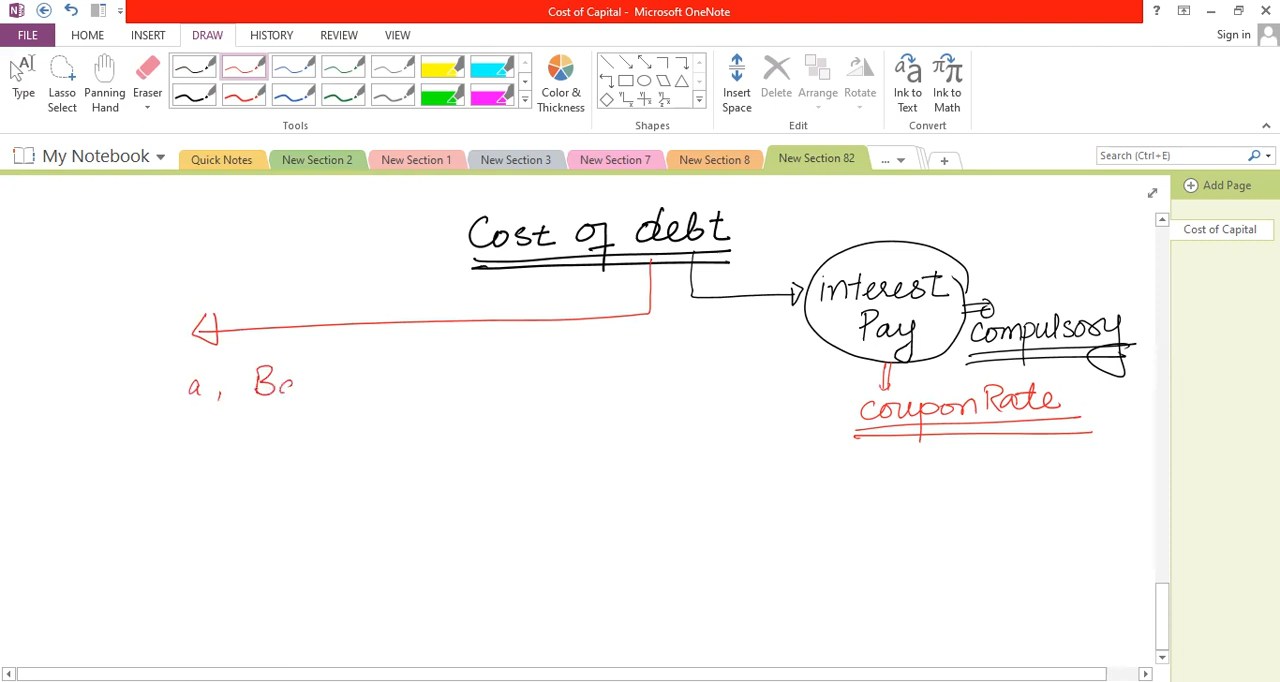 Cost of Capital - Microsoft OneNote
FILE HOME INSERT DRAW HISTORY REVIEW VIEW
Sign in
Type
Lasso Select
Panning Hand
Eraser
Color & Thickness
Insert Space
Delete
Arrange
Rotate
Ink to Text
Ink to Math
Tools Shapes Edit Convert
My Notebook Quick Notes New Section 2 New Section 1 New Section 3 New Section 7 New Section 8 New Section 82 ...
Search (Ctrl+E)
Add Page
Cost of Capital
Cost of debt
interest
Pay
Compulsory
Coupon Rate
a, Bo